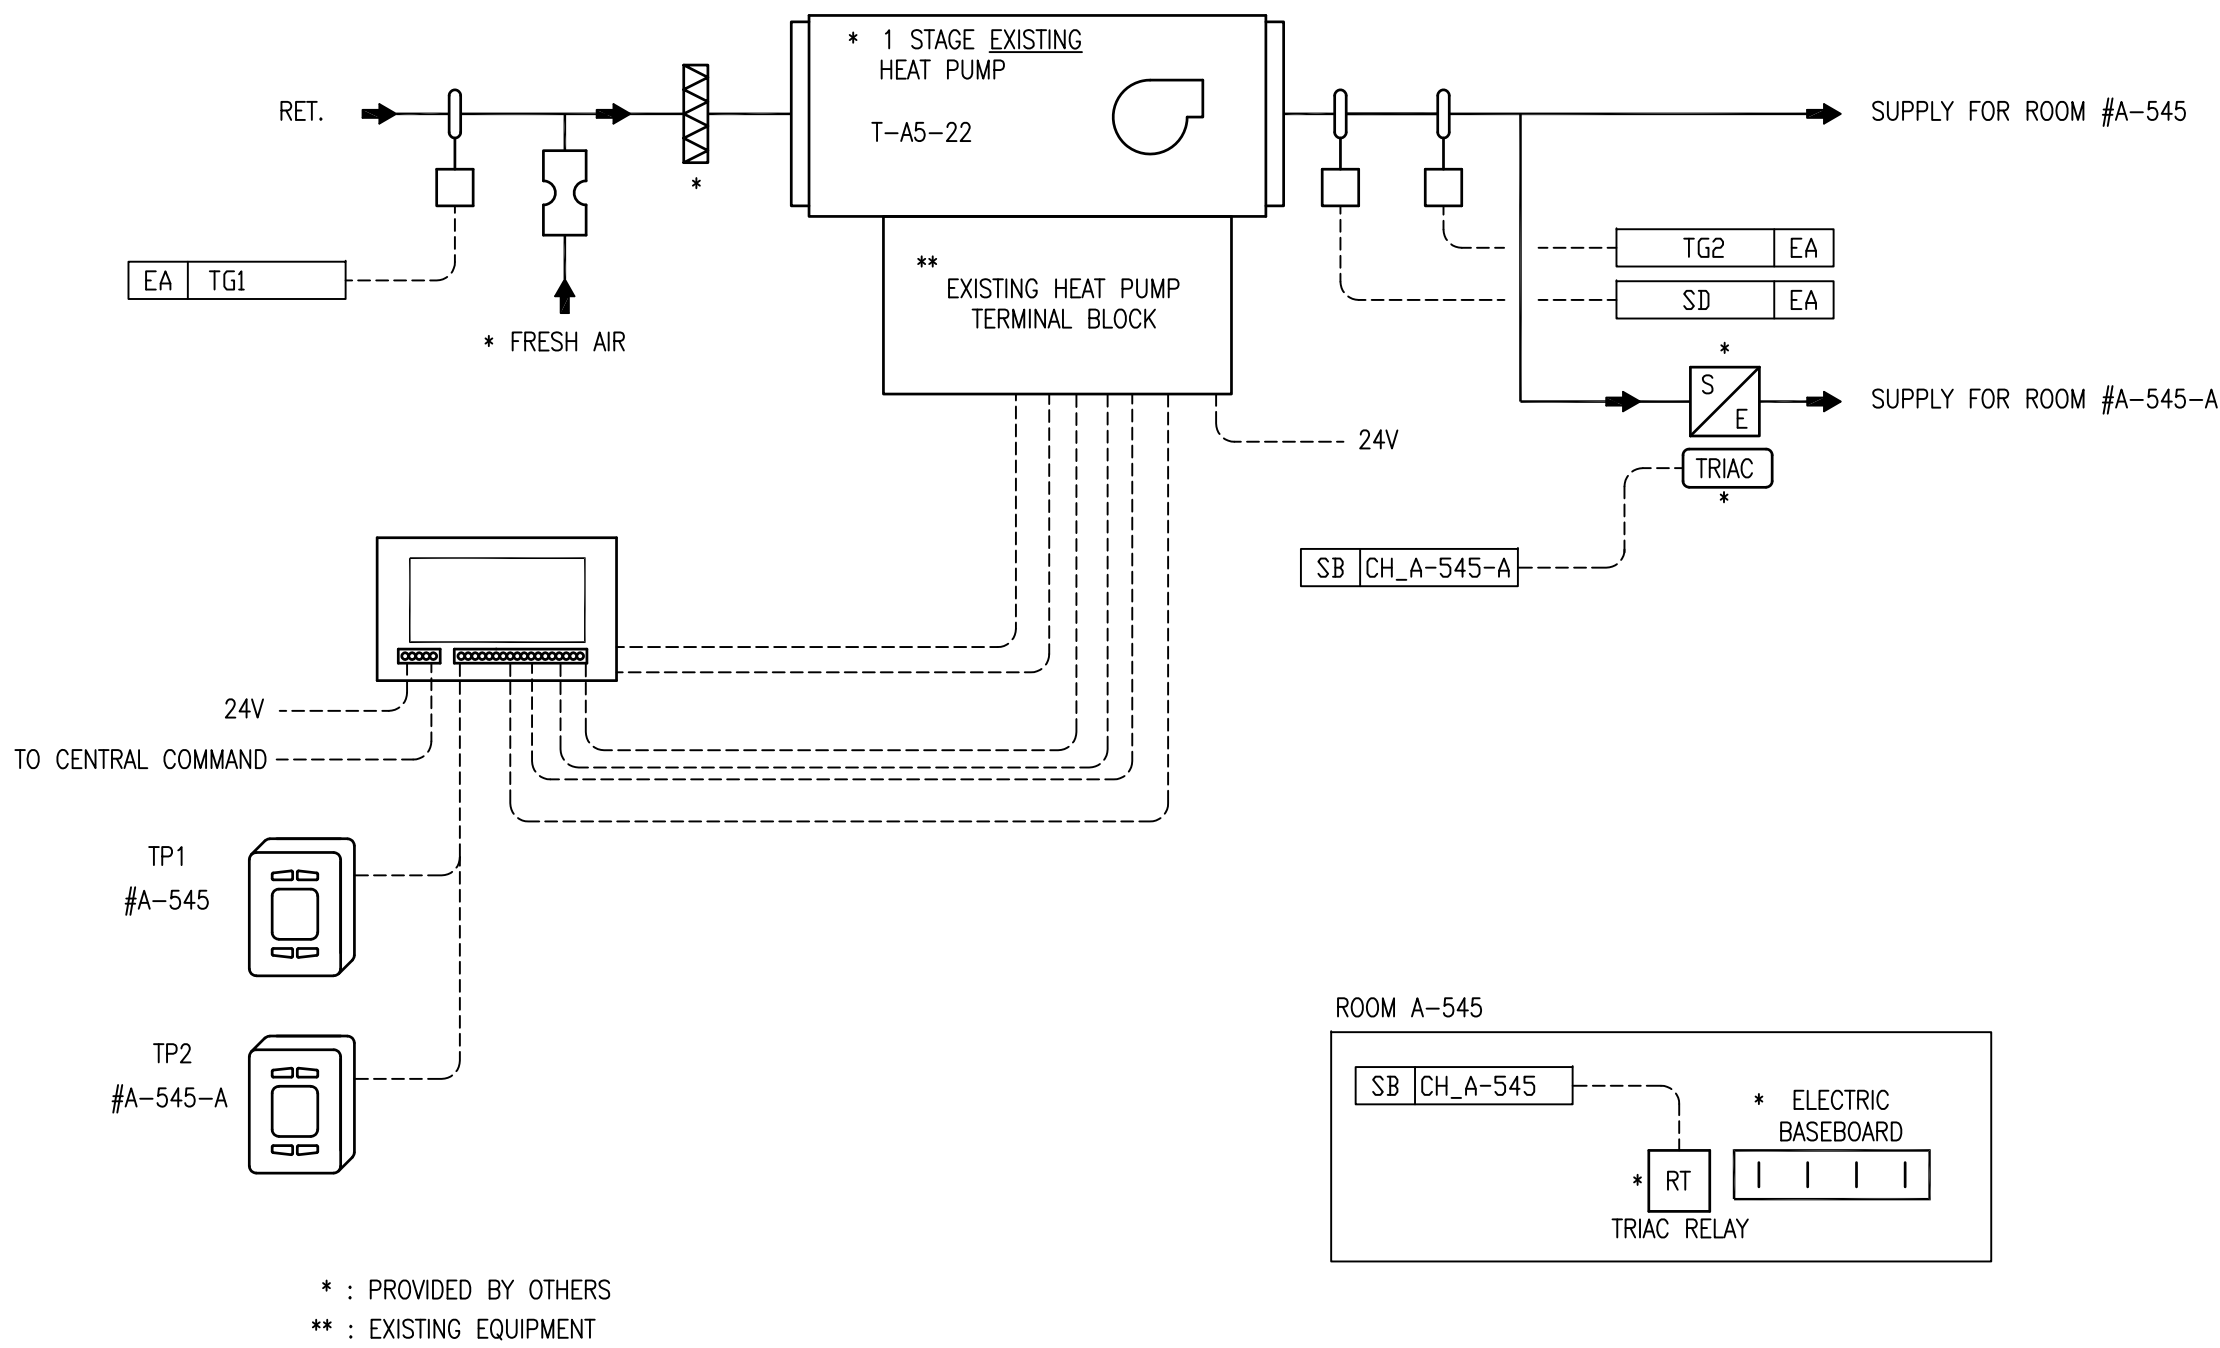 * 1 STAGE EXISTING
HEAT PUMP
T-A5-22
RET.
*
SUPPLY FOR ROOM #A-545
EA TG1
* FRESH AIR
**
EXISTING HEAT PUMP
TERMINAL BLOCK
TG2 EA
SD EA
*
S
E
SUPPLY FOR ROOM #A-545-A
24V
TRIAC
*
SB CH_A-545-A
24V
TO CENTRAL COMMAND
TP1
#A-545
TP2
#A-545-A
ROOM A-545
SB CH_A-545
* ELECTRIC
BASEBOARD
* RT
TRIAC RELAY
* : PROVIDED BY OTHERS
** : EXISTING EQUIPMENT